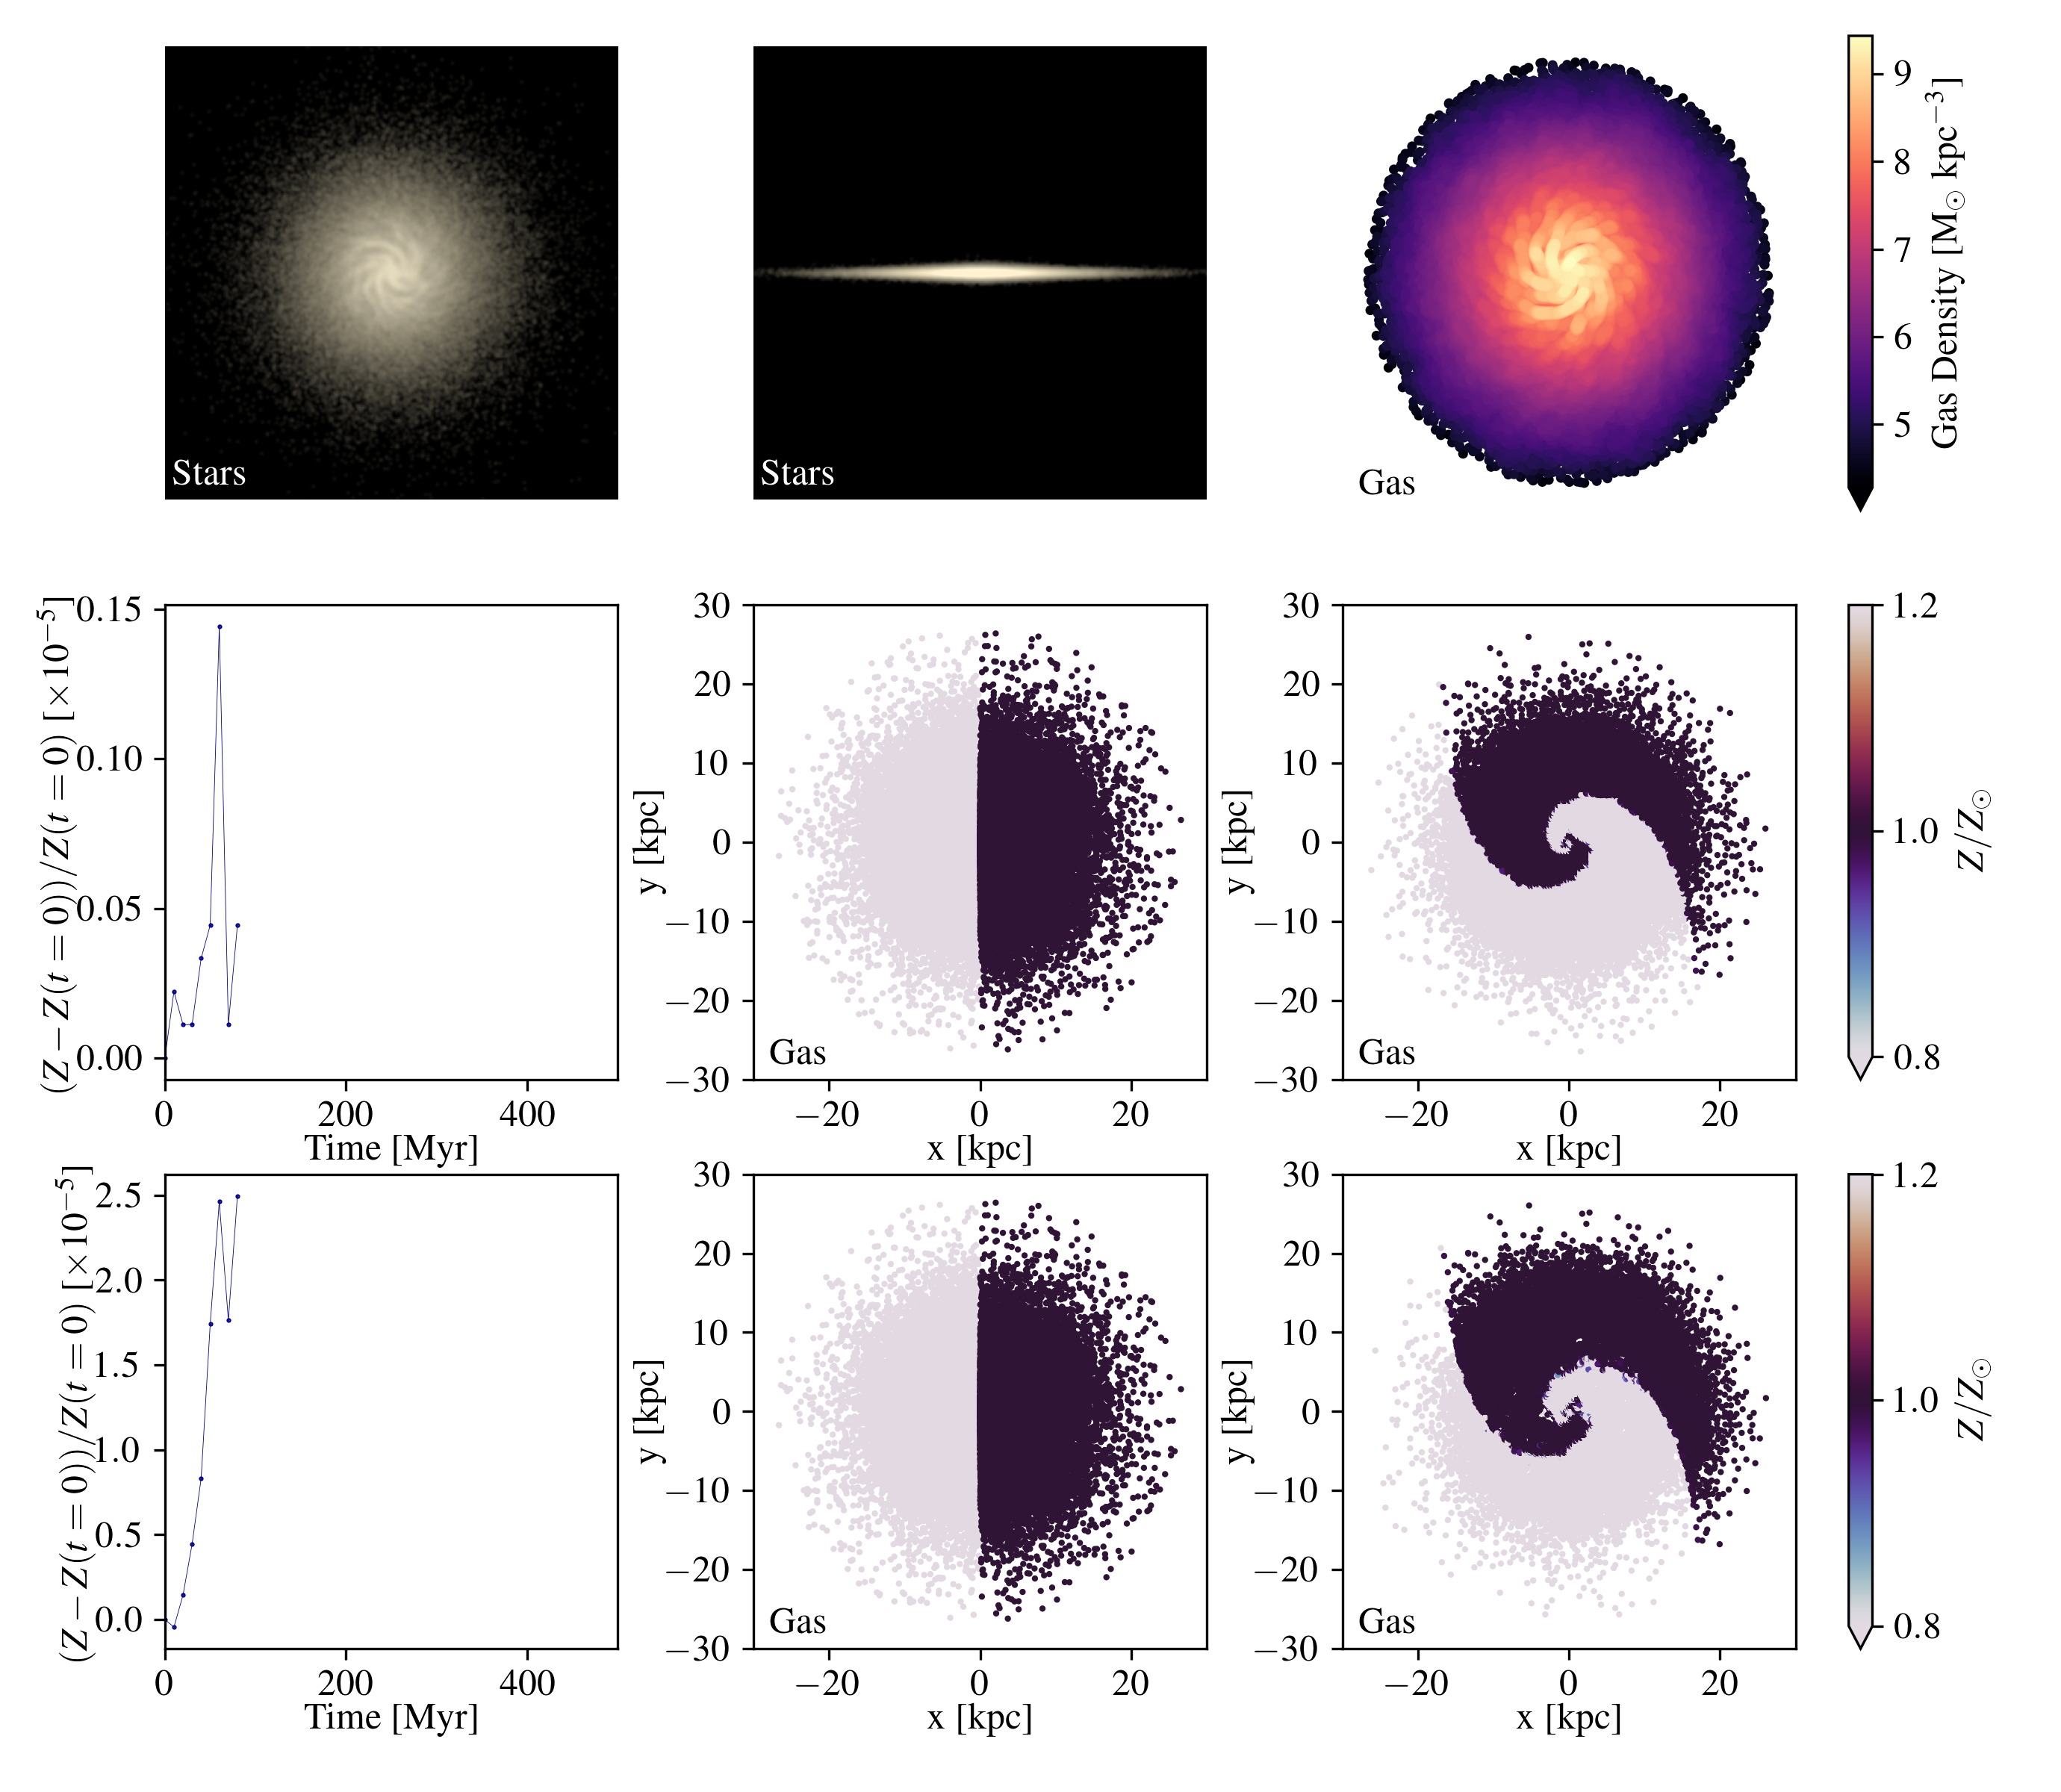 Stars
Stars
Gas
9
8
7
6
5
Gas Density [M⊙ kpc⁻³]
(Z − Z(t = 0))/Z(t = 0) [×10⁻⁵]
0.15
0.10
0.05
0.00
0 200 400
Time [Myr]
y [kpc]
30
20
10
0
−10
−20
−30
Gas
−20 0 20
x [kpc]
y [kpc]
30
20
10
0
−10
−20
−30
Gas
−20 0 20
x [kpc]
1.2
1.0
0.8
Z/Z⊙
(Z − Z(t = 0))/Z(t = 0) [×10⁻⁵]
2.5
2.0
1.5
1.0
0.5
0.0
0 200 400
Time [Myr]
y [kpc]
30
20
10
0
−10
−20
−30
Gas
−20 0 20
x [kpc]
y [kpc]
30
20
10
0
−10
−20
−30
Gas
−20 0 20
x [kpc]
1.2
1.0
0.8
Z/Z⊙